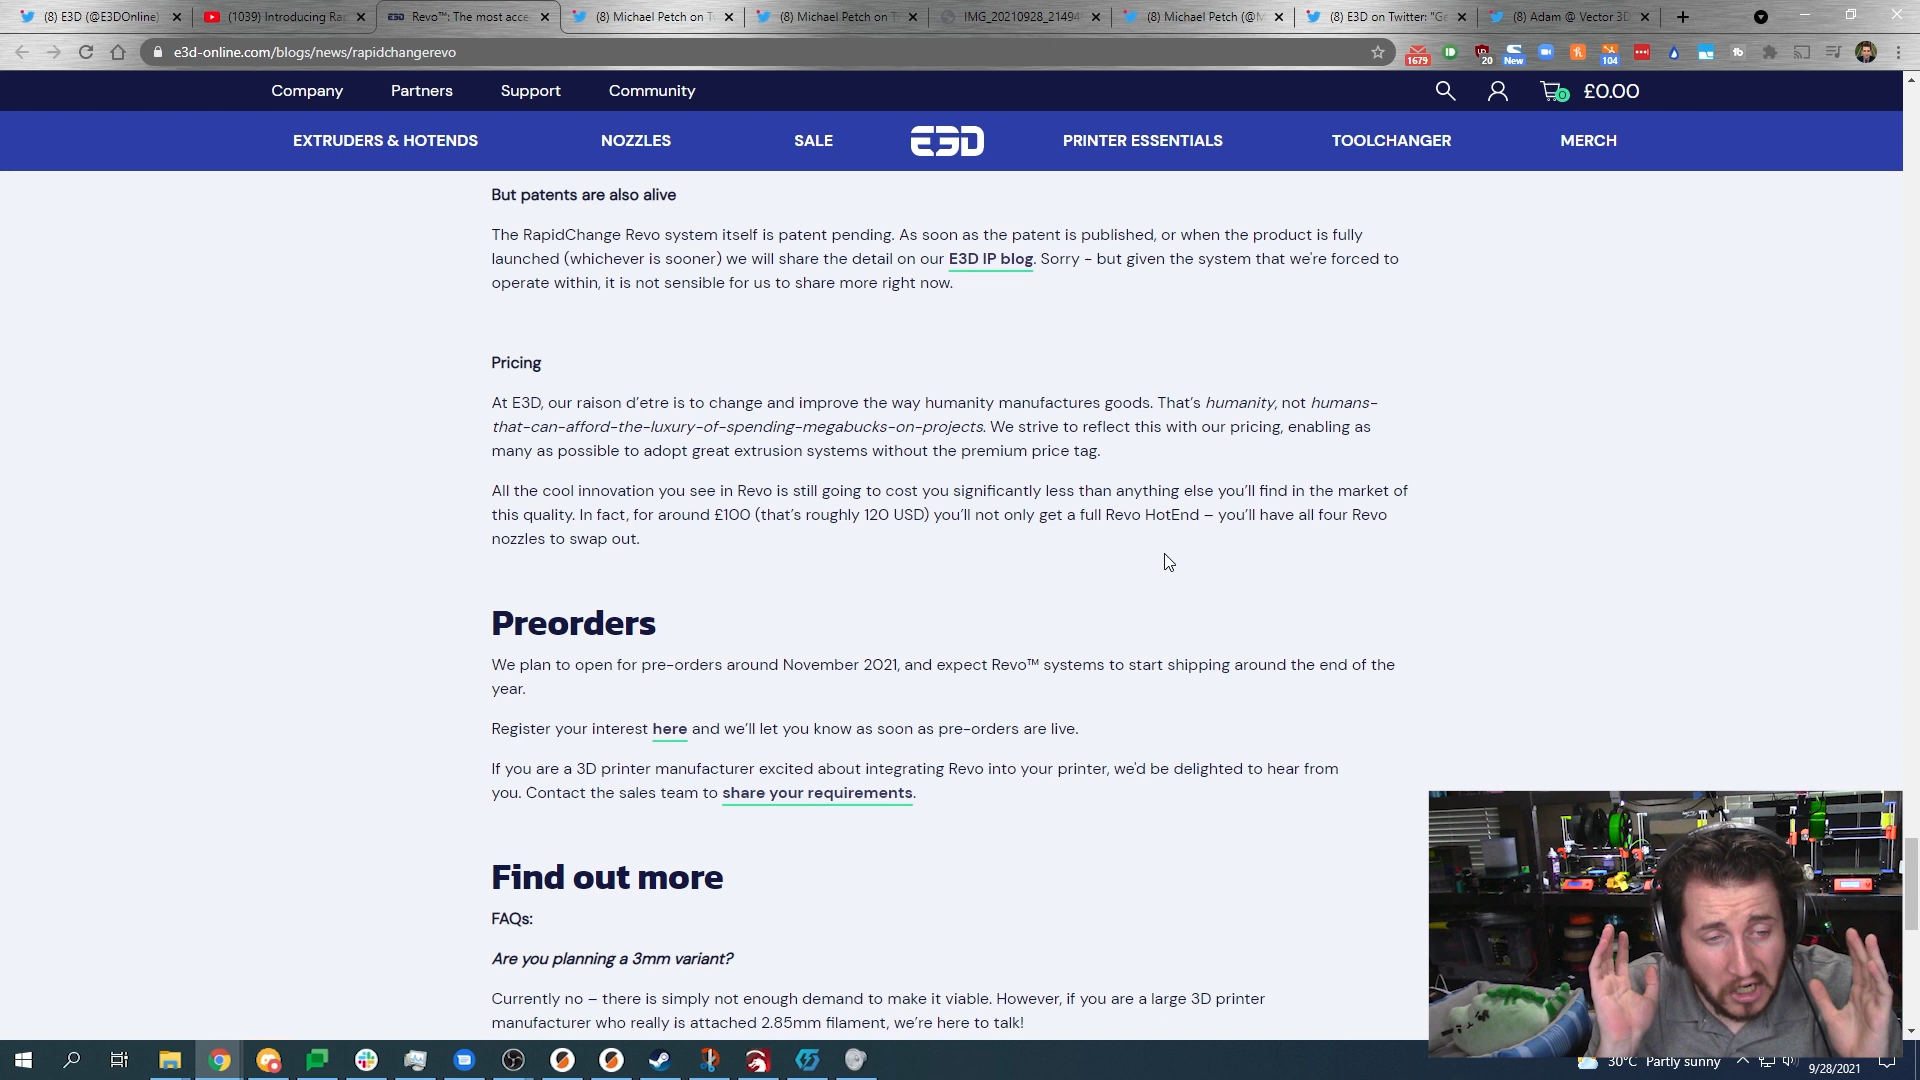 (8) E3D (@E3DOnline)
(1039) Introducing Ra
Revo™: The most acce
(8) Michael Petch on T
(8) Michael Petch on T
IMG_20210928_21494
(8) Michael Petch (@M
(8) E3D on Twitter: "Ge
(8) Adam @ Vector 3D
e3d-online.com/blogs/news/rapidchangerevo
1679
20
New
104
Company
Partners
Support
Community
0
£0.00
EXTRUDERS & HOTENDS
NOZZLES
SALE
E3D
PRINTER ESSENTIALS
TOOLCHANGER
MERCH
But patents are also alive
The RapidChange Revo system itself is patent pending. As soon as the patent is published, or when the product is fully
launched (whichever is sooner) we will share the detail on our E3D IP blog. Sorry - but given the system that we're forced to
operate within, it is not sensible for us to share more right now.
Pricing
At E3D, our raison d’etre is to change and improve the way humanity manufactures goods. That’s humanity, not humans-
that-can-afford-the-luxury-of-spending-megabucks-on-projects. We strive to reflect this with our pricing, enabling as
many as possible to adopt great extrusion systems without the premium price tag.
All the cool innovation you see in Revo is still going to cost you significantly less than anything else you’ll find in the market of
this quality. In fact, for around £100 (that’s roughly 120 USD) you’ll not only get a full Revo HotEnd – you’ll have all four Revo
nozzles to swap out.
Preorders
We plan to open for pre-orders around November 2021, and expect Revo™ systems to start shipping around the end of the
year.
Register your interest here and we’ll let you know as soon as pre-orders are live.
If you are a 3D printer manufacturer excited about integrating Revo into your printer, we'd be delighted to hear from
you. Contact the sales team to share your requirements.
Find out more
FAQs:
Are you planning a 3mm variant?
Currently no – there is simply not enough demand to make it viable. However, if you are a large 3D printer
manufacturer who really is attached 2.85mm filament, we’re here to talk!
30°C Partly sunny
9/28/2021